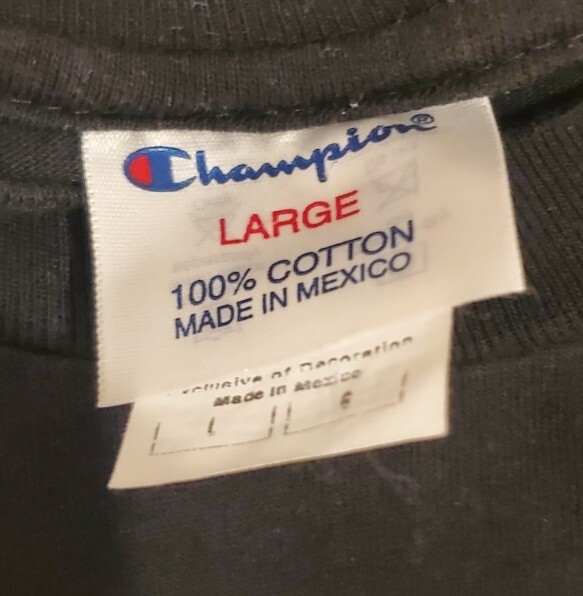 Champion®
LARGE
100% COTTON
MADE IN MEXICO
Exclusive of Decoration
Made in Mexico